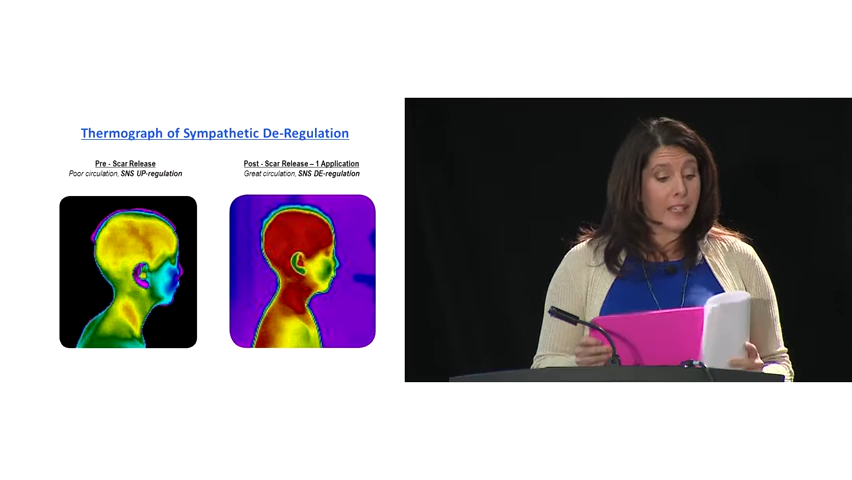 Thermograph of Sympathetic De-Regulation
Pre - Scar Release
Poor circulation, SNS UP-regulation
Post - Scar Release – 1 Application
Great circulation, SNS DE-regulation